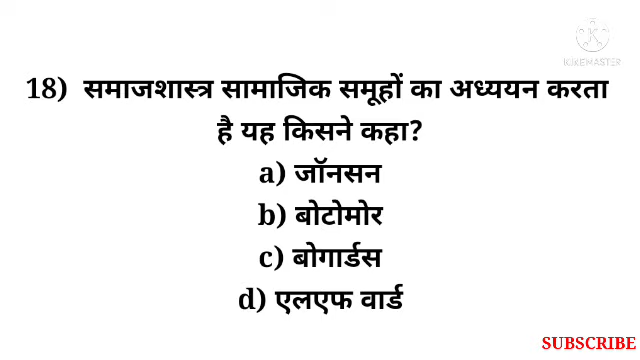 KINEMASTER
18) समाजशास्त्र सामाजिक समूहों का अध्ययन करता
है यह किसने कहा?
a) जॉनसन
b) बोटोमोर
c) बोगार्डस
d) एलएफ वार्ड
SUBSCRIBE